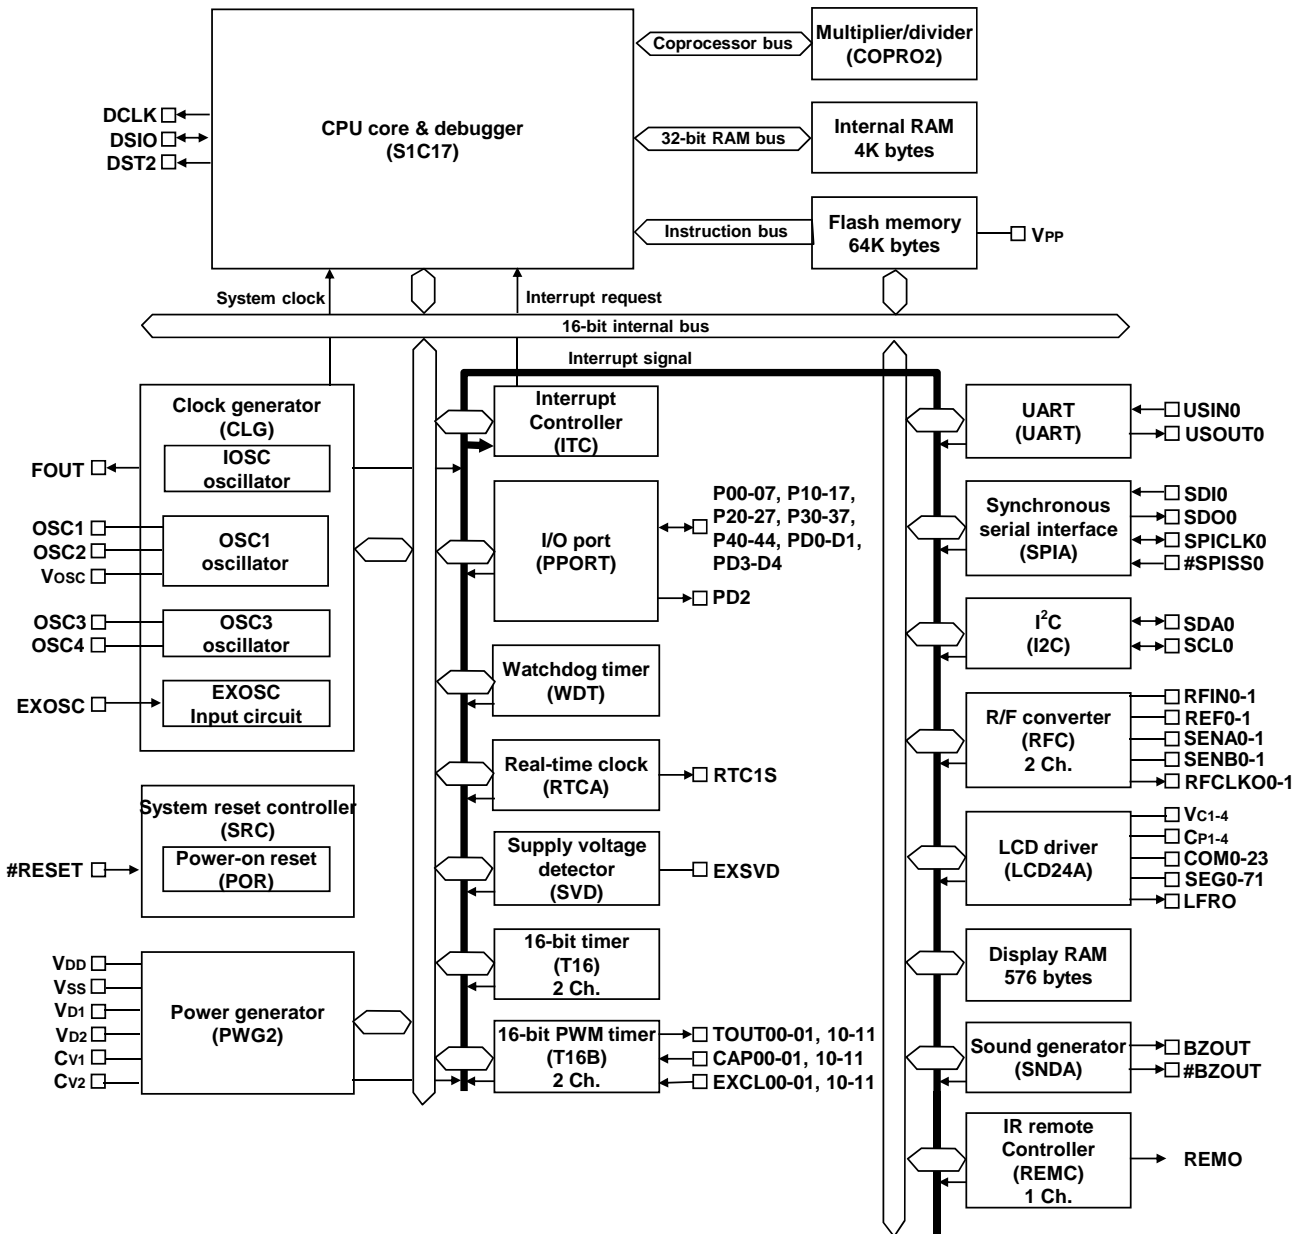 CPU core & debugger
(S1C17)
DCLK
DSIO
DST2
Coprocessor bus
Multiplier/divider
(COPRO2)
32-bit RAM bus
Internal RAM
4K bytes
Instruction bus
Flash memory
64K bytes
VPP
System clock
Interrupt request
16-bit internal bus
Interrupt signal
Clock generator
(CLG)
IOSC
oscillator
OSC1
oscillator
OSC3
oscillator
EXOSC
Input circuit
FOUT
OSC1
OSC2
VOSC
OSC3
OSC4
EXOSC
System reset controller
(SRC)
Power-on reset
(POR)
#RESET
Power generator
(PWG2)
VDD
VSS
VD1
VD2
CV1
CV2
Interrupt
Controller
(ITC)
I/O port
(PPORT)
P00-07, P10-17,
P20-27, P30-37,
P40-44, PD0-D1,
PD3-D4
PD2
Watchdog timer
(WDT)
Real-time clock
(RTCA)
RTC1S
Supply voltage
detector
(SVD)
EXSVD
16-bit timer
(T16)
2 Ch.
16-bit PWM timer
(T16B)
2 Ch.
TOUT00-01, 10-11
CAP00-01, 10-11
EXCL00-01, 10-11
UART
(UART)
USIN0
USOUT0
Synchronous
serial interface
(SPIA)
SDI0
SDO0
SPICLK0
#SPISS0
I2C
(I2C)
SDA0
SCL0
R/F converter
(RFC)
2 Ch.
RFIN0-1
REF0-1
SENA0-1
SENB0-1
RFCLKO0-1
LCD driver
(LCD24A)
VC1-4
CP1-4
COM0-23
SEG0-71
LFRO
Display RAM
576 bytes
Sound generator
(SNDA)
BZOUT
#BZOUT
IR remote
Controller
(REMC)
1 Ch.
REMO